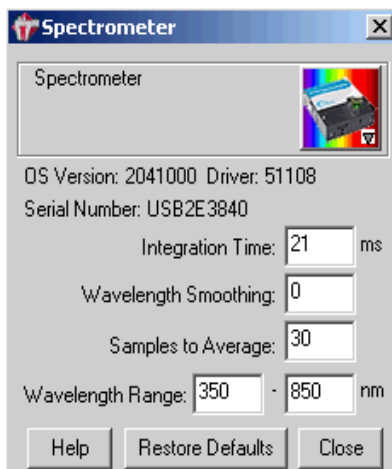 Spectrometer
Spectrometer
OS Version: 2041000 Driver: 51108
Serial Number: USB2E3840
Integration Time: 21 ms
Wavelength Smoothing: 0
Samples to Average: 30
Wavelength Range: 350 - 850 nm
Help Restore Defaults Close